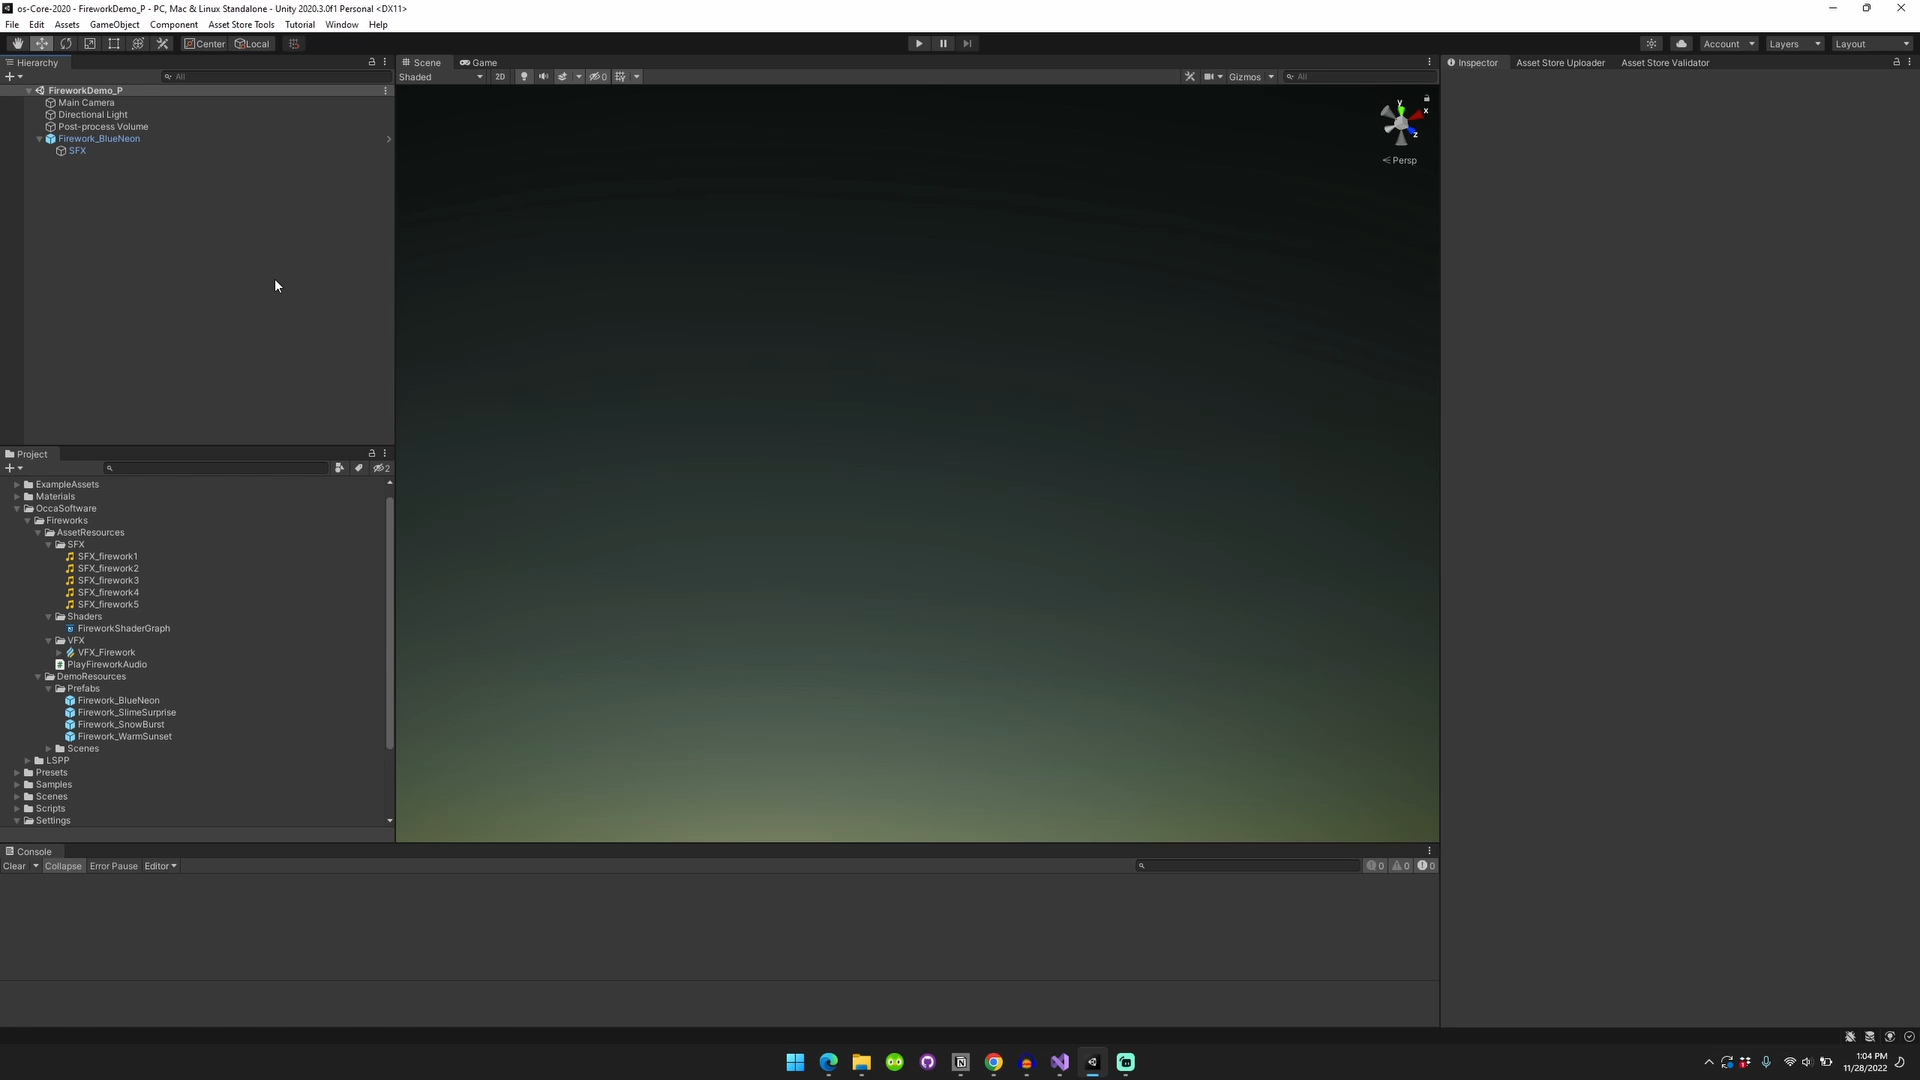 os-Core-2020 - FireworkDemo_P - PC, Mac & Linux Standalone - Unity 2020.3.0f1 Personal <DX11>
File Edit Assets GameObject Component Asset Store Tools Tutorial Window Help
Center Local Account Layers Layout
Hierarchy
All
FireworkDemo_P
Main Camera
Directional Light
Post-process Volume
Firework_BlueNeon
SFX
Scene Game
Shaded 2D 0 Gizmos All
y
x
z
Persp
Inspector Asset Store Uploader Asset Store Validator
Project
2
ExampleAssets
Materials
OccaSoftware
Fireworks
AssetResources
SFX
SFX_firework1
SFX_firework2
SFX_firework3
SFX_firework4
SFX_firework5
Shaders
FireworkShaderGraph
VFX
VFX_Firework
PlayFireworkAudio
DemoResources
Prefabs
Firework_BlueNeon
Firework_SlimeSurprise
Firework_SnowBurst
Firework_WarmSunset
Scenes
LSPP
Presets
Samples
Scenes
Scripts
Settings
Console
Clear Collapse Error Pause Editor 0 0 0
1:04 PM
11/28/2022